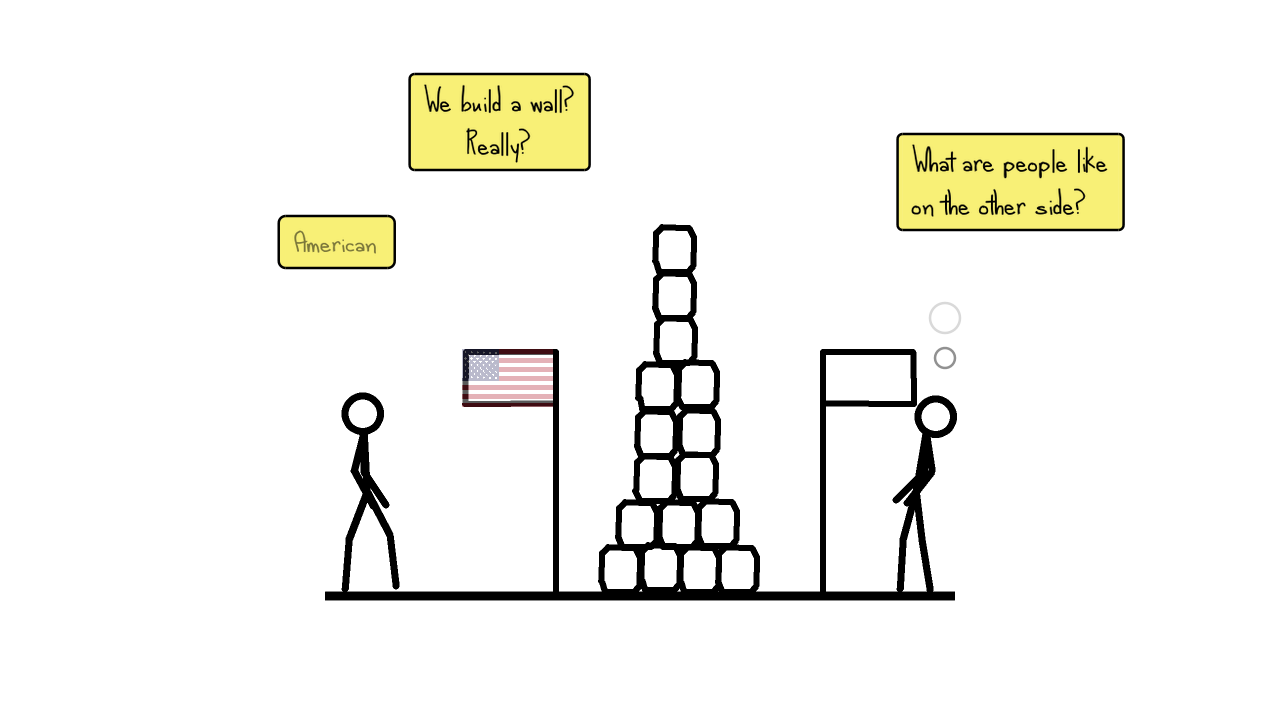 We build a wall?
Really?
What are people like
on the other side?
American